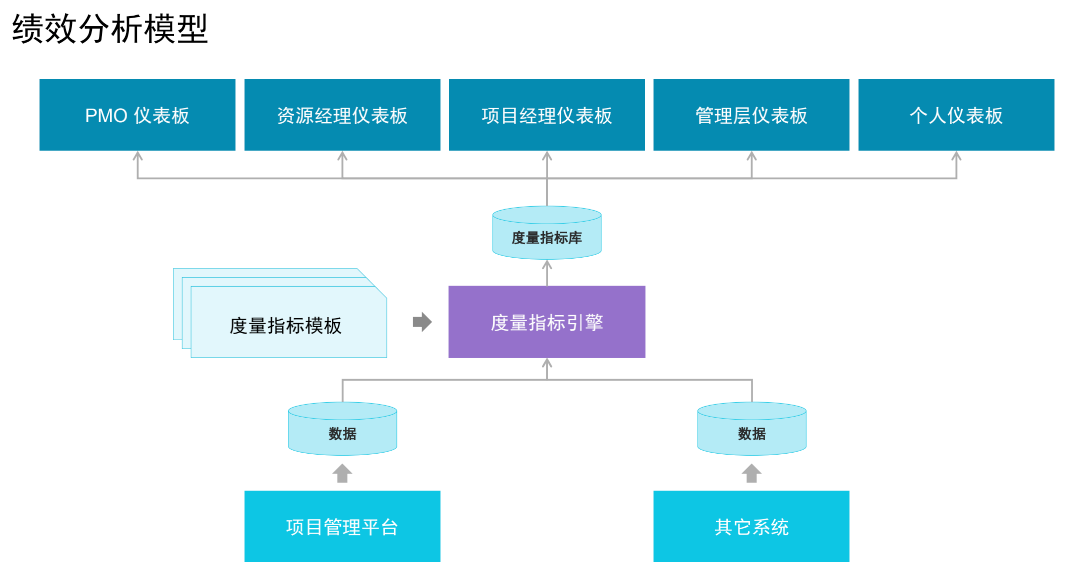 绩效分析模型
PMO 仪表板
资源经理仪表板
项目经理仪表板
管理层仪表板
个人仪表板
度量指标库
度量指标模板
度量指标引擎
数据
数据
项目管理平台
其它系统